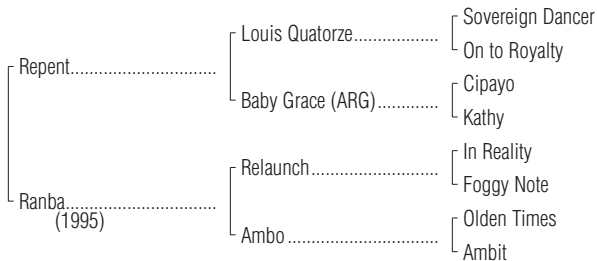 Sovereign Dancer
Louis Quatorze..................
On to Royalty
Repent...............................
Cipayo
Baby Grace (ARG).............
Kathy
In Reality
Relaunch...........................
Foggy Note
Ranba................................
(1995)
Olden Times
Ambo ................................
Ambit